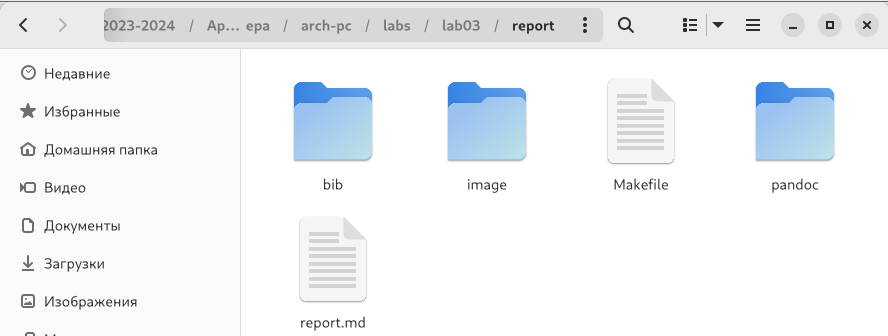 2023-2024 / Ap... ера / arch-pc / labs / lab03 / report
Недавние
Избранные
Домашняя папка
Видео
Документы
Загрузки
Изображения
bib
image
Makefile
pandoc
report.md